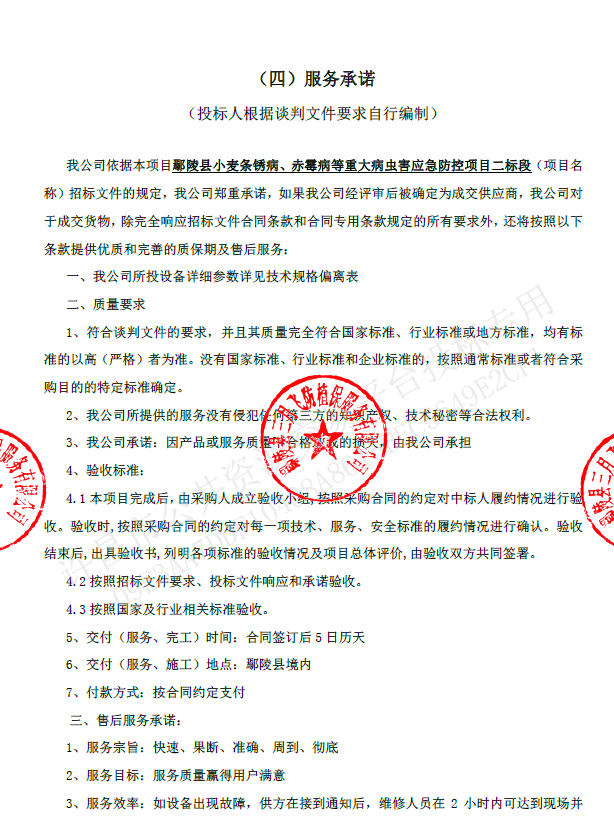 （四）服务承诺
（投标人根据谈判文件要求自行编制）
我公司依据本项目鄢陵县小麦条锈病、赤霉病等重大病虫害应急防控项目二标段（项目名
称）招标文件的规定，我公司郑重承诺，如果我公司经评审后被确定为成交供应商，我公司对
于成交货物，除完全响应招标文件合同条款和合同专用条款规定的所有要求外，还将按照以下
条款提供优质和完善的质保期及售后服务：
一、我公司所投设备详细参数详见技术规格偏离表
二、质量要求
1、符合谈判文件的要求，并且其质量完全符合国家标准、行业标准或地方标准，均有标
准的以高（严格）者为准。没有国家标准、行业标准和企业标准的，按照通常标准或者符合采
购目的的特定标准确定。
2、我公司所提供的服务没有侵犯任何第三方的知识产权、技术秘密等合法权利。
3、我公司承诺：因产品或服务质量不合格造成的损失，由我公司承担
4、验收标准：
4.1本项目完成后,由采购人成立验收小组,按照采购合同的约定对中标人履约情况进行验
收。验收时,按照采购合同的约定对每一项技术、服务、安全标准的履约情况进行确认。验收
结束后,出具验收书,列明各项标准的验收情况及项目总体评价,由验收双方共同签署。
4.2按照招标文件要求、投标文件响应和承诺验收。
4.3按照国家及行业相关标准验收。
5、交付（服务、完工）时间：合同签订后5日历天
6、交付（服务、施工）地点：鄢陵县境内
7、付款方式：按合同约定支付
三、售后服务承诺：
1、服务宗旨：快速、果断、准确、周到、彻底
2、服务目标：服务质量赢得用户满意
3、服务效率：如设备出现故障，供方在接到通知后，维修人员在 2 小时内可达到现场并